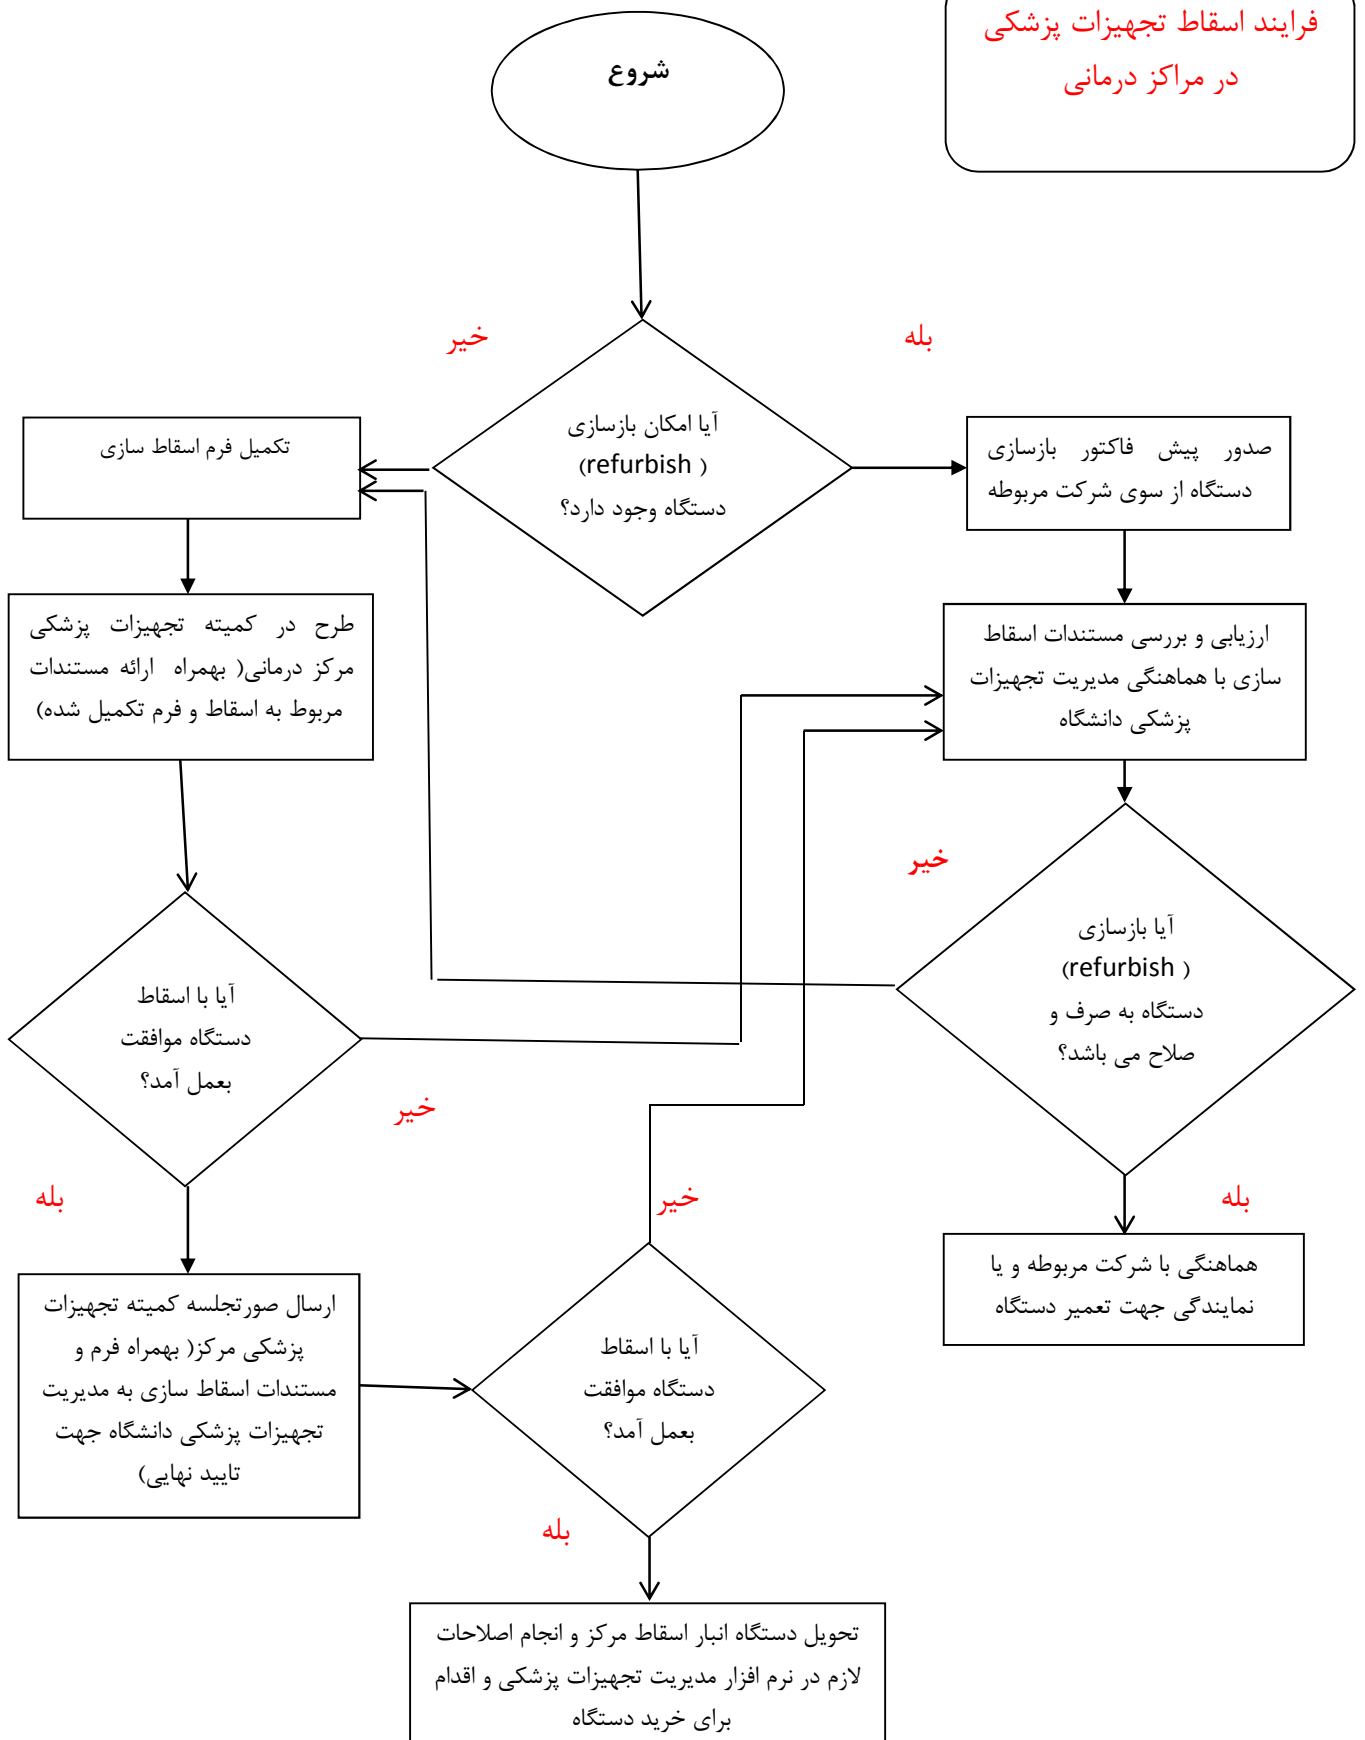 فرایند اسقاط تجهیزات پزشکی
در مراکز درمانی
شروع
خیر
بله
آیا امکان بازسازی
(refurbish )
دستگاه وجود دارد؟
تکمیل فرم اسقاط سازی
صدور پیش فاکتور بازسازی
دستگاه از سوی شرکت مربوطه
طرح در کمیته تجهیزات پزشکی
مرکز درمانی( بهمراه ارائه مستندات
مربوط به اسقاط و فرم تکمیل شده)
ارزیابی و بررسی مستندات اسقاط
سازی با هماهنگی مدیریت تجهیزات
پزشکی دانشگاه
خیر
آیا بازسازی
(refurbish )
دستگاه به صرف و
صلاح می باشد؟
آیا با اسقاط
دستگاه موافقت
بعمل آمد؟
خیر
بله
خیر
بله
هماهنگی با شرکت مربوطه و یا
نمایندگی جهت تعمیر دستگاه
ارسال صورتجلسه کمیته تجهیزات
پزشکی مرکز( بهمراه فرم و
مستندات اسقاط سازی به مدیریت
تجهیزات پزشکی دانشگاه جهت
تایید نهایی)
آیا با اسقاط
دستگاه موافقت
بعمل آمد؟
بله
تحویل دستگاه انبار اسقاط مرکز و انجام اصلاحات
لازم در نرم افزار مدیریت تجهیزات پزشکی و اقدام
برای خرید دستگاه